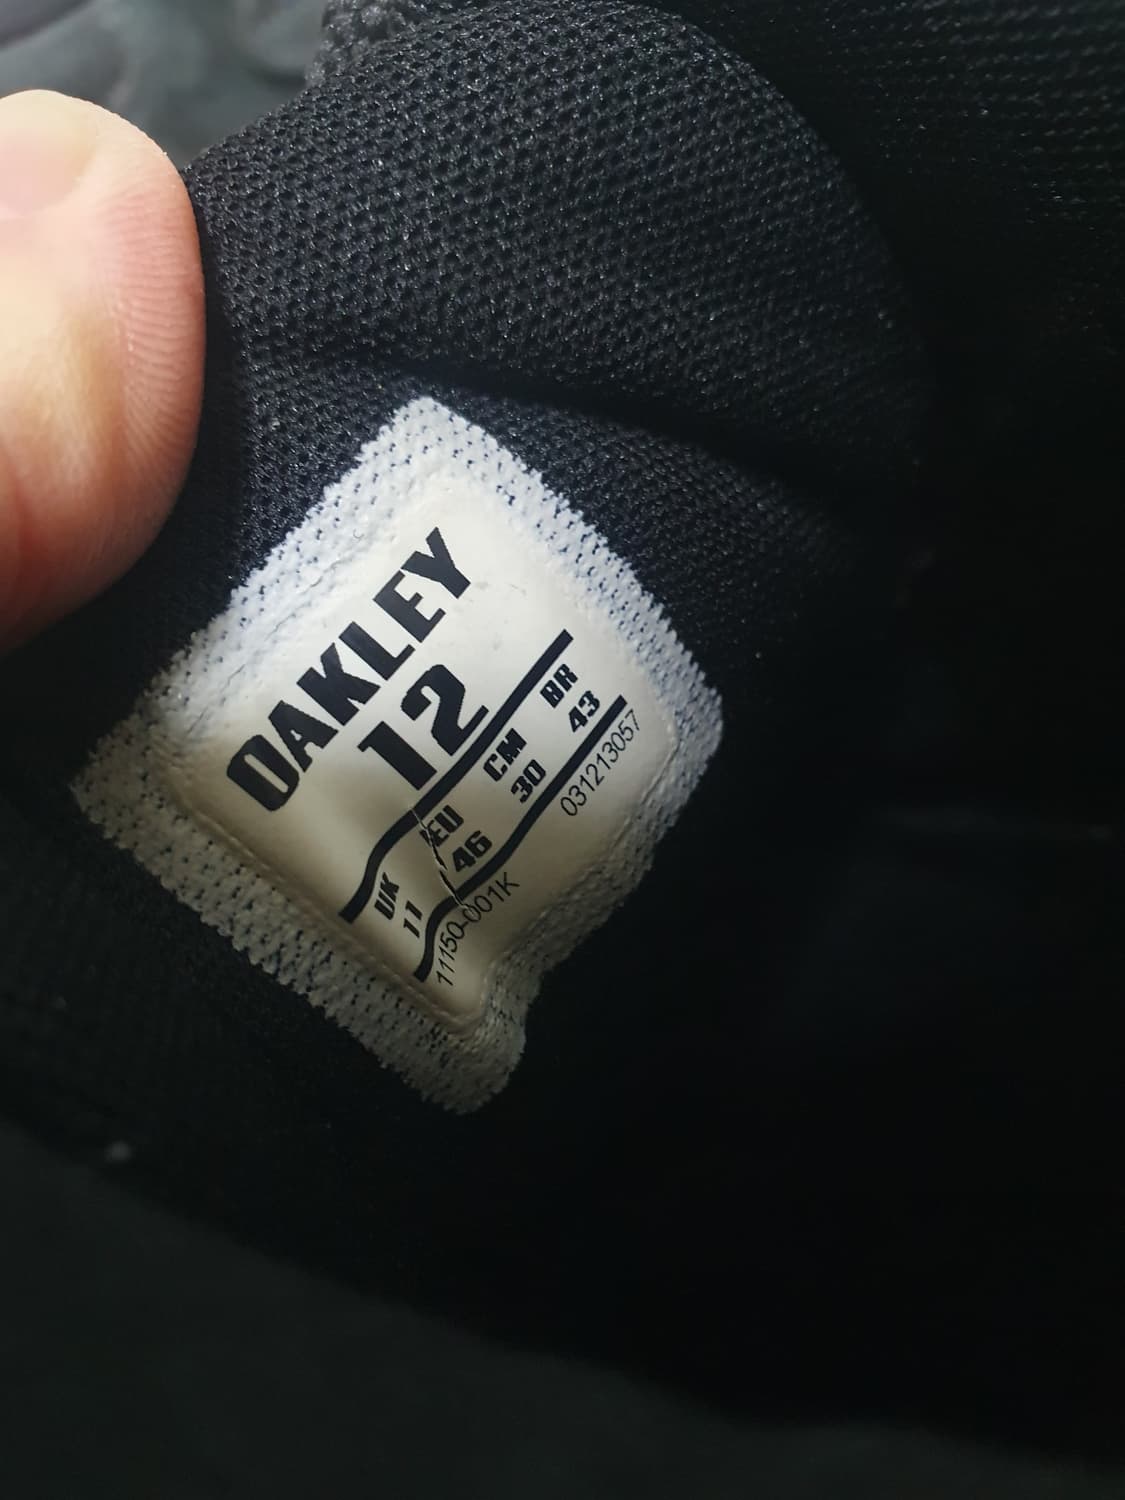 OAKLEY
12
UK EU CM BR
11 46 30 43
11150-001K 031213057